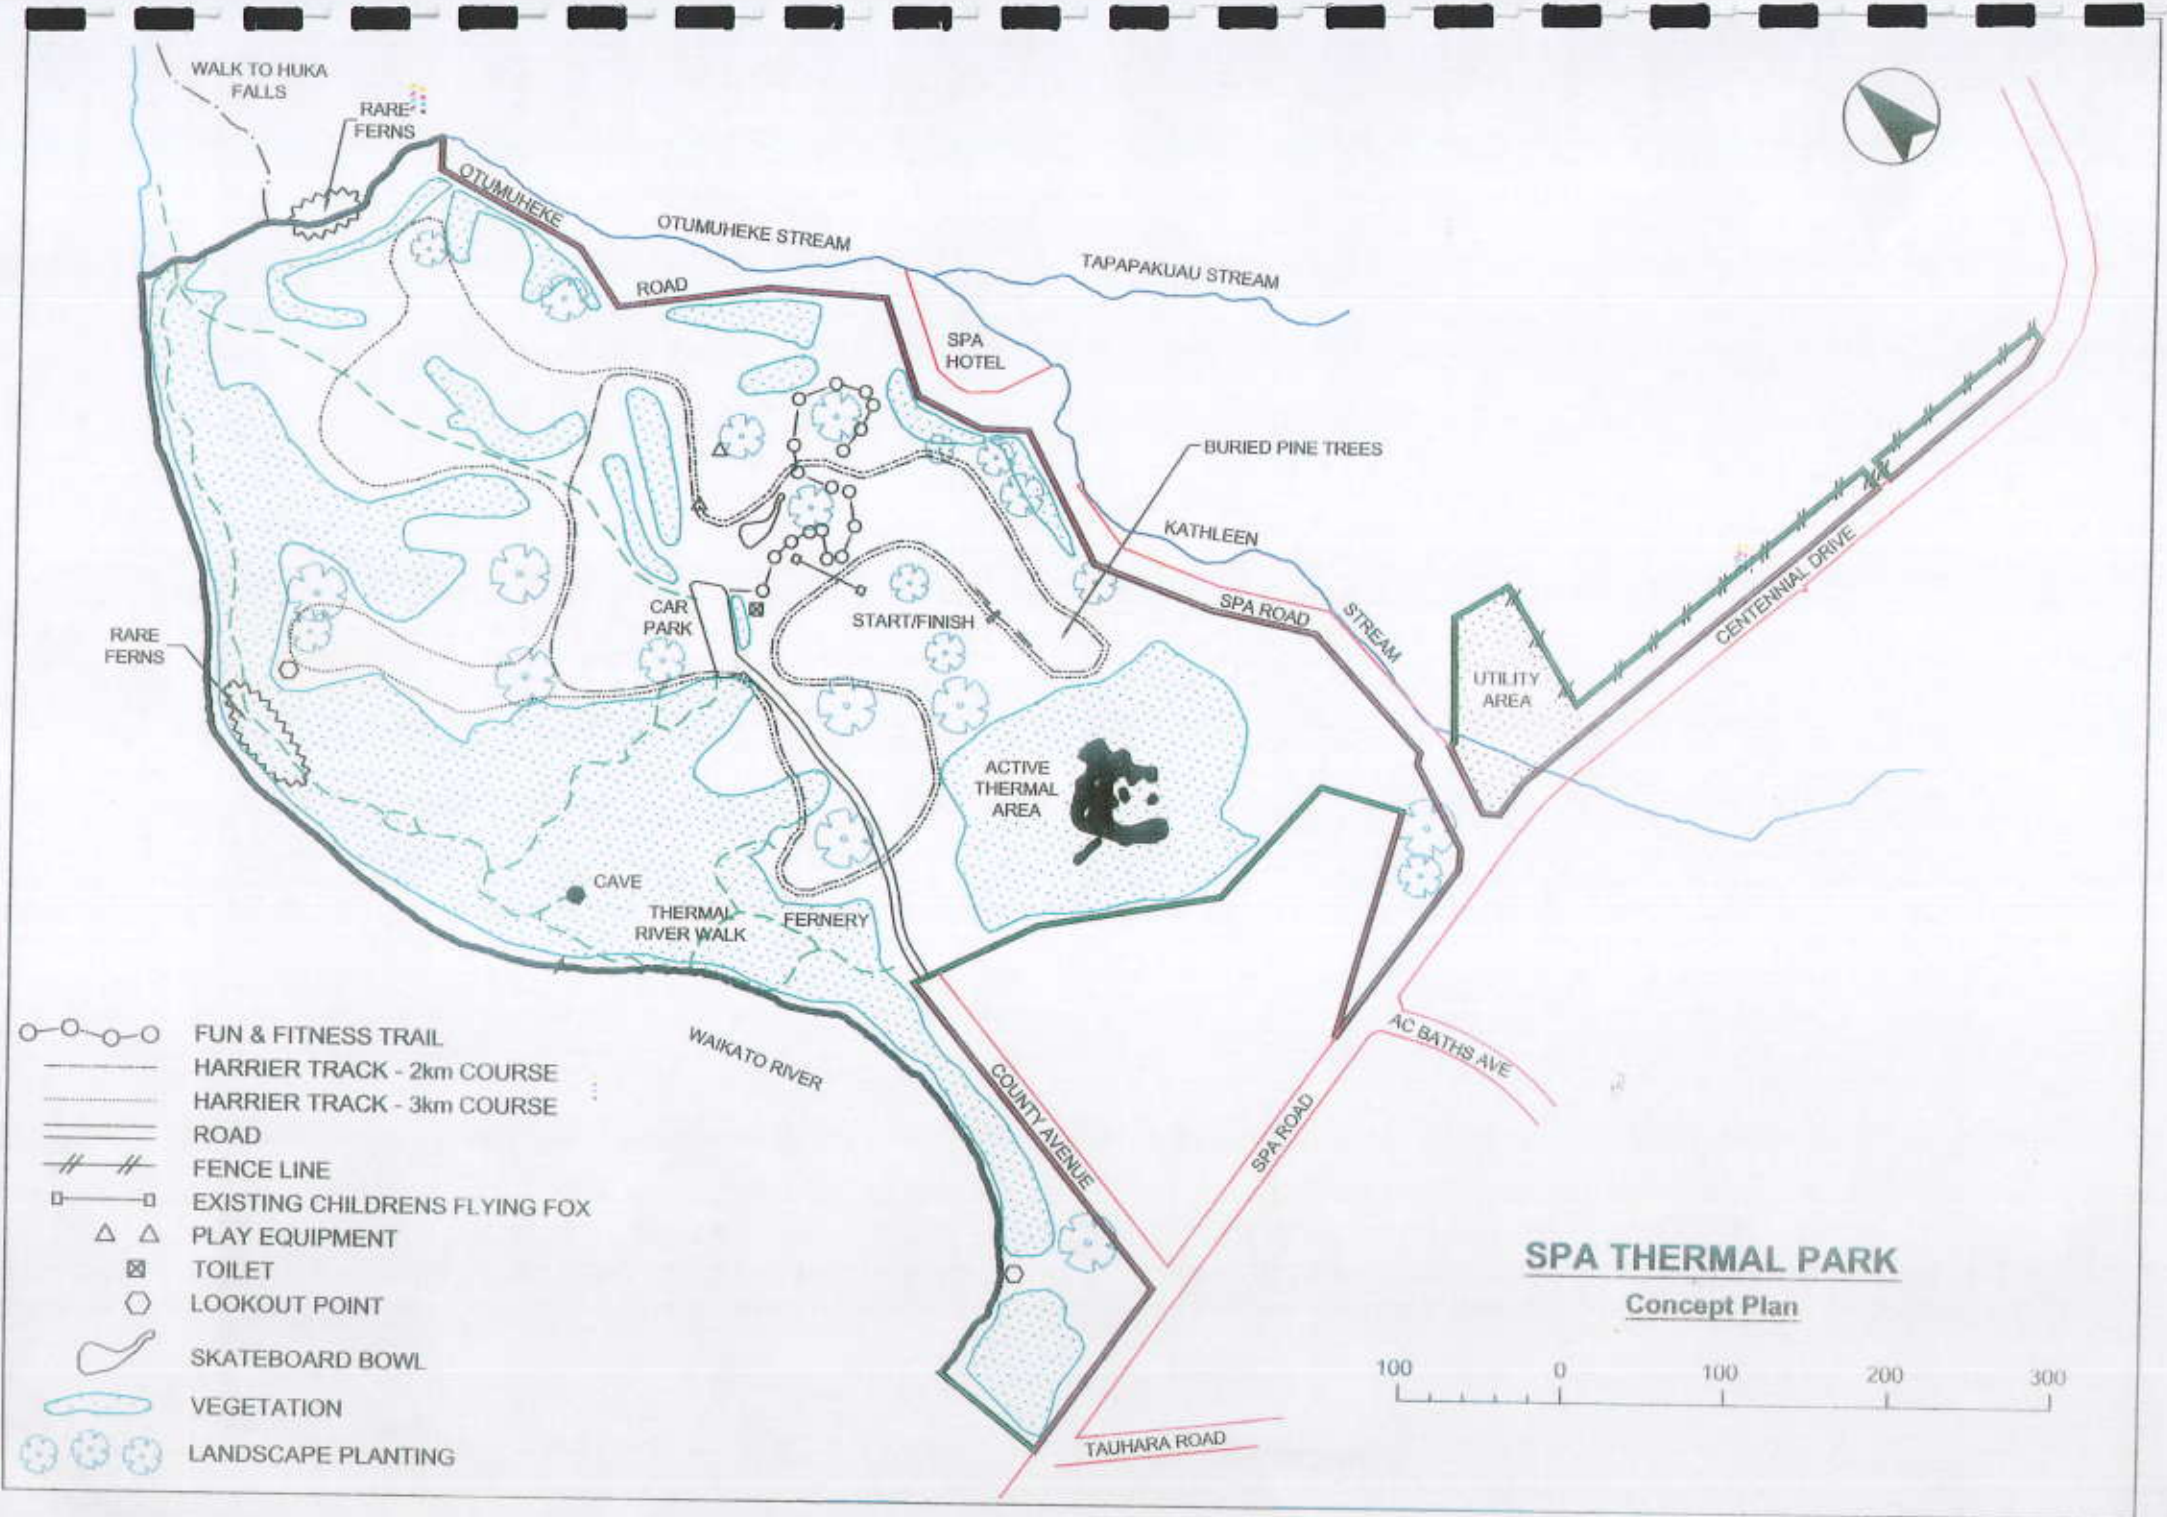 WALK TO HUKA
FALLS
RARE
FERNS
OTUMUHEKE
ROAD
OTUMUHEKE STREAM
TAPAPAKUAU STREAM
SPA
HOTEL
BURIED PINE TREES
KATHLEEN
STREAM
SPA ROAD
CENTENNIAL DRIVE
UTILITY
AREA
CAR
PARK
START/FINISH
RARE
FERNS
ACTIVE
THERMAL
AREA
CAVE
THERMAL
RIVER WALK
FERNERY
WAIKATO RIVER
COUNTY AVENUE
SPA ROAD
AC BATHS AVE
TAUHARA ROAD
FUN & FITNESS TRAIL
HARRIER TRACK - 2km COURSE
HARRIER TRACK - 3km COURSE
ROAD
FENCE LINE
EXISTING CHILDRENS FLYING FOX
PLAY EQUIPMENT
TOILET
LOOKOUT POINT
SKATEBOARD BOWL
VEGETATION
LANDSCAPE PLANTING
SPA THERMAL PARK
Concept Plan
100 0 100 200 300